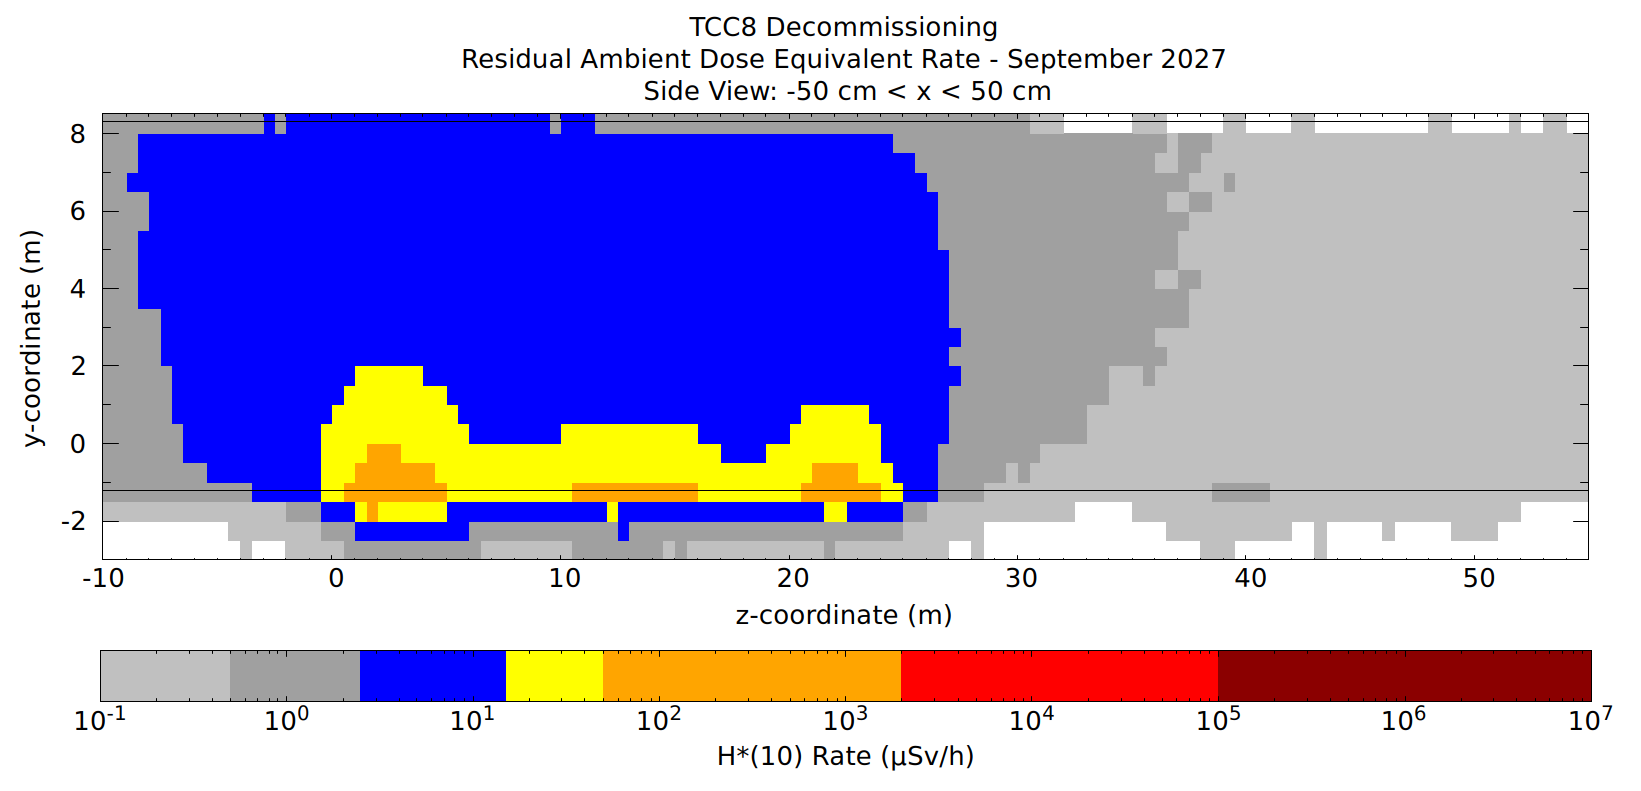 TCC8 Decommissioning
Residual Ambient Dose Equivalent Rate - September 2027
Side View: -50 cm < x < 50 cm
8
6
4
2
0
-2
y-coordinate (m)
-10 0 10 20 30 40 50
z-coordinate (m)
10⁻¹ 10⁰ 10¹ 10² 10³ 10⁴ 10⁵ 10⁶ 10⁷
H*(10) Rate (µSv/h)